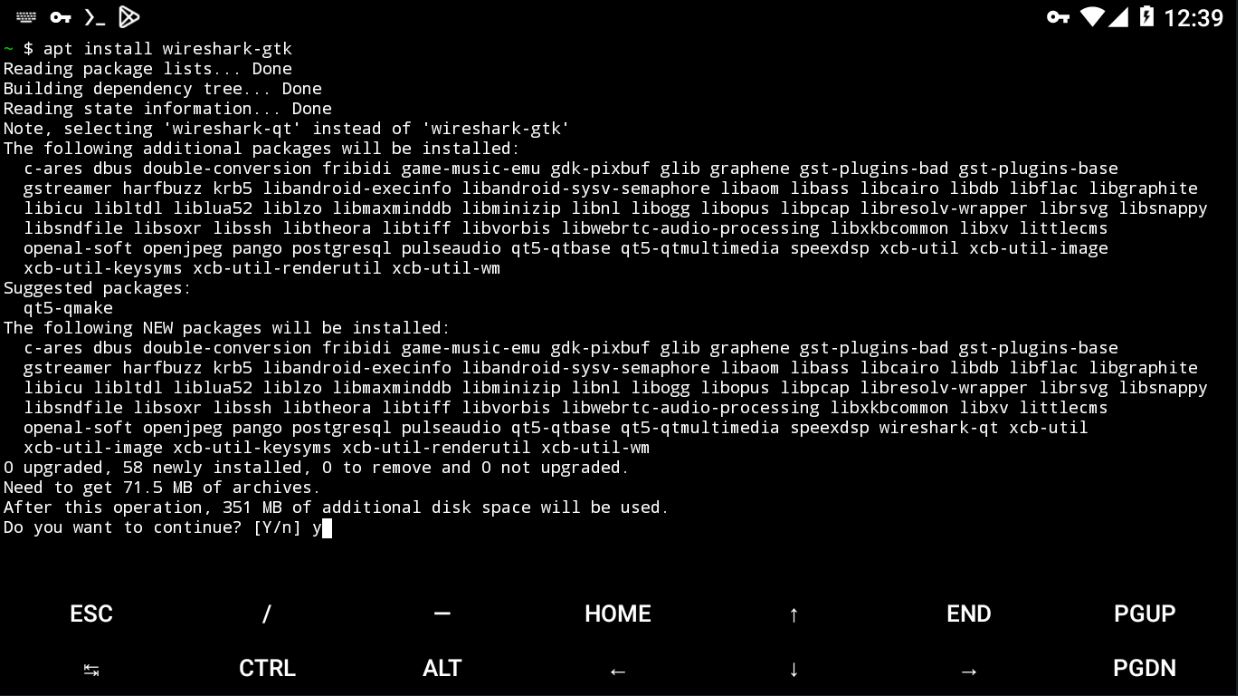 12:39
~ $ apt install wireshark-gtk
Reading package lists... Done
Building dependency tree... Done
Reading state information... Done
Note, selecting 'wireshark-qt' instead of 'wireshark-gtk'
The following additional packages will be installed:
c-ares dbus double-conversion fribidi game-music-emu gdk-pixbuf glib graphene gst-plugins-bad gst-plugins-base
gstreamer harfbuzz krb5 libandroid-execinfo libandroid-sysv-semaphore libaom libass libcairo libdb libflac libgraphite
libicu libltdl liblua52 liblzo libmaxminddb libminizip libnl libogg libopus libpcap libresolv-wrapper librsvg libsnappy
libsndfile libsoxr libssh libtheora libtiff libvorbis libwebrtc-audio-processing libxkbcommon libxv littlecms
openal-soft openjpeg pango postgresql pulseaudio qt5-qtbase qt5-qtmultimedia speexdsp xcb-util xcb-util-image
xcb-util-keysyms xcb-util-renderutil xcb-util-wm
Suggested packages:
qt5-qmake
The following NEW packages will be installed:
c-ares dbus double-conversion fribidi game-music-emu gdk-pixbuf glib graphene gst-plugins-bad gst-plugins-base
gstreamer harfbuzz krb5 libandroid-execinfo libandroid-sysv-semaphore libaom libass libcairo libdb libflac libgraphite
libicu libltdl liblua52 liblzo libmaxminddb libminizip libnl libogg libopus libpcap libresolv-wrapper librsvg libsnappy
libsndfile libsoxr libssh libtheora libtiff libvorbis libwebrtc-audio-processing libxkbcommon libxv littlecms
openal-soft openjpeg pango postgresql pulseaudio qt5-qtbase qt5-qtmultimedia speexdsp wireshark-qt xcb-util
xcb-util-image xcb-util-keysyms xcb-util-renderutil xcb-util-wm
0 upgraded, 58 newly installed, 0 to remove and 0 not upgraded.
Need to get 71.5 MB of archives.
After this operation, 351 MB of additional disk space will be used.
Do you want to continue? [Y/n] y
ESC / — HOME ↑ END PGUP
↹ CTRL ALT ← ↓ → PGDN